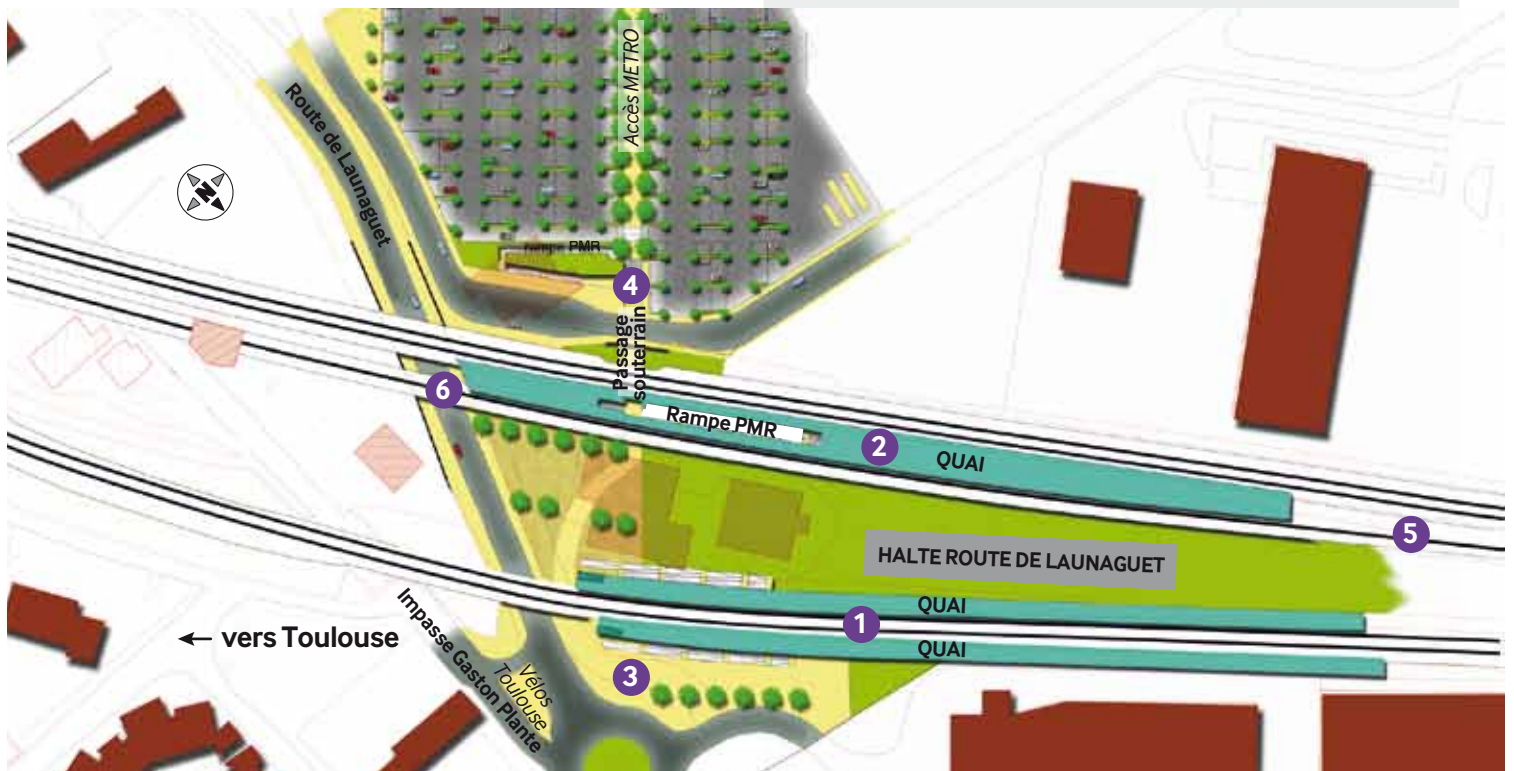 Accès METRO
Route de Launaguet
N
rampe PMR
4
Passage
souterrain
6
Rampe PMR
2
QUAI
5
HALTE ROUTE DE LAUNAGUET
QUAI
1
QUAI
← vers Toulouse
Impasse Gaston Plante
Vélos
Toulouse
3